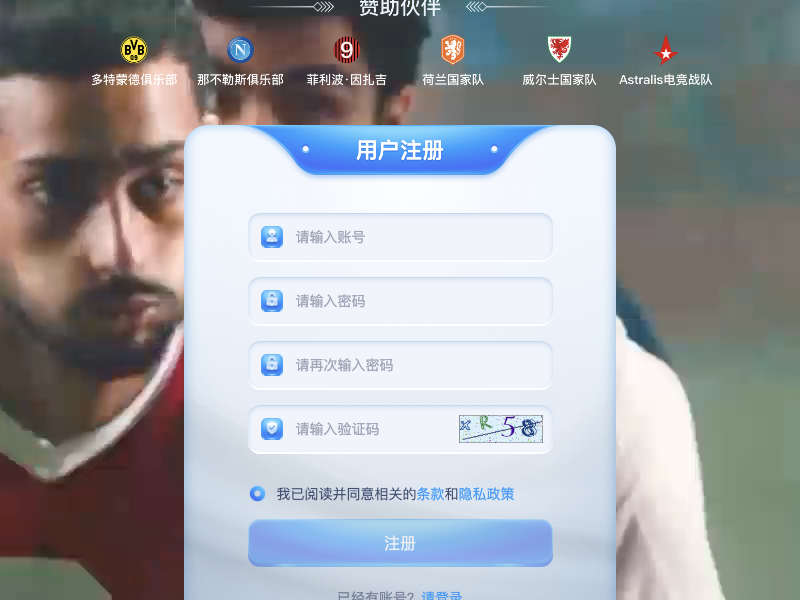 赞助伙伴
多特蒙德俱乐部 那不勒斯俱乐部 菲利波·因扎吉 荷兰国家队 威尔士国家队 Astralis电竞战队
用户注册
请输入账号
请输入密码
请再次输入密码
请输入验证码 x R 5 8
我已阅读并同意相关的条款和隐私政策
注册
已经有账号? 请登录